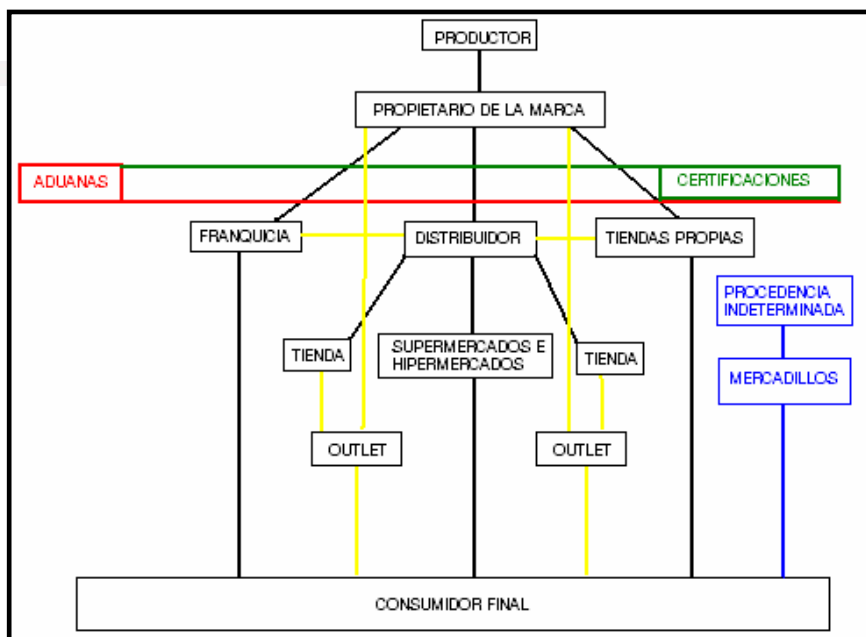 PRODUCTOR
PROPIETARIO DE LA MARCA
ADUANAS
CERTIFICACIONES
FRANQUICIA
DISTRIBUIDOR
TIENDAS PROPIAS
PROCEDENCIA
INDETERMINADA
TIENDA
SUPERMERCADOS E
HIPERMERCADOS
TIENDA
MERCADILLOS
OUTLET
OUTLET
CONSUMIDOR FINAL